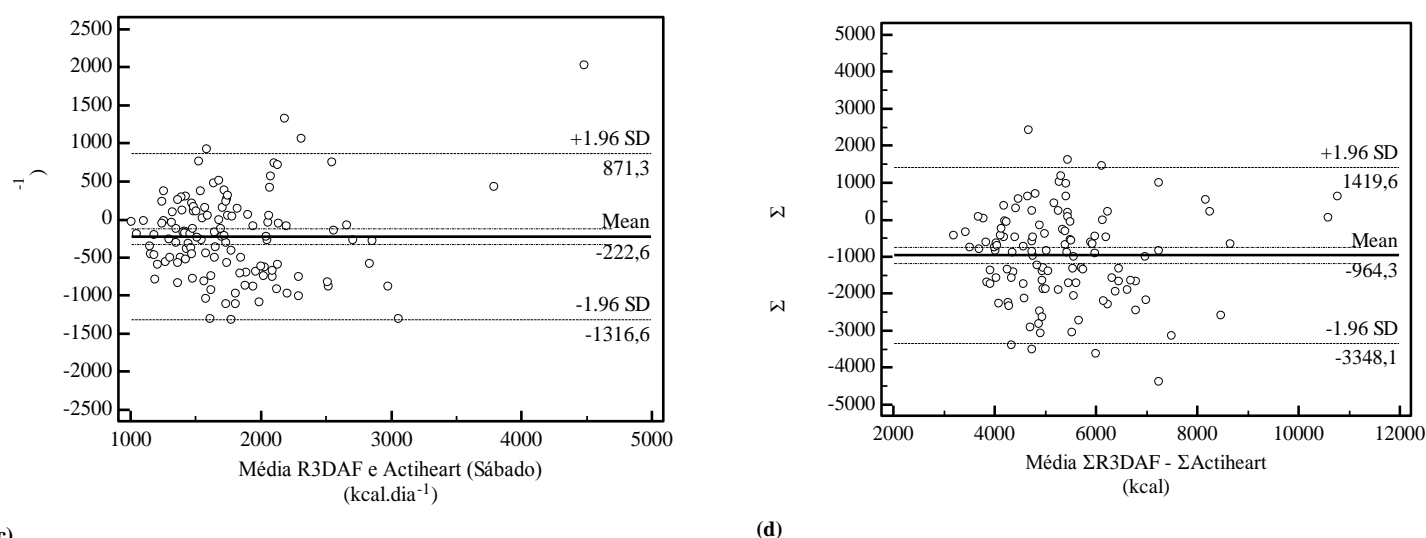 2500
2000
1500
1000
500
0
-500
-1000
-1500
-2000
-2500
-1 )
+1.96 SD
871,3
Mean
-222,6
-1.96 SD
-1316,6
1000 2000 3000 4000 5000
Média R3DAF e Actiheart (Sábado)
(kcal.dia-1)
5000
4000
3000
2000
1000
0
-1000
-2000
-3000
-4000
-5000
Σ
Σ
+1.96 SD
1419,6
Mean
-964,3
-1.96 SD
-3348,1
2000 4000 6000 8000 10000 12000
Média ΣR3DAF - ΣActiheart
(kcal)
(d)